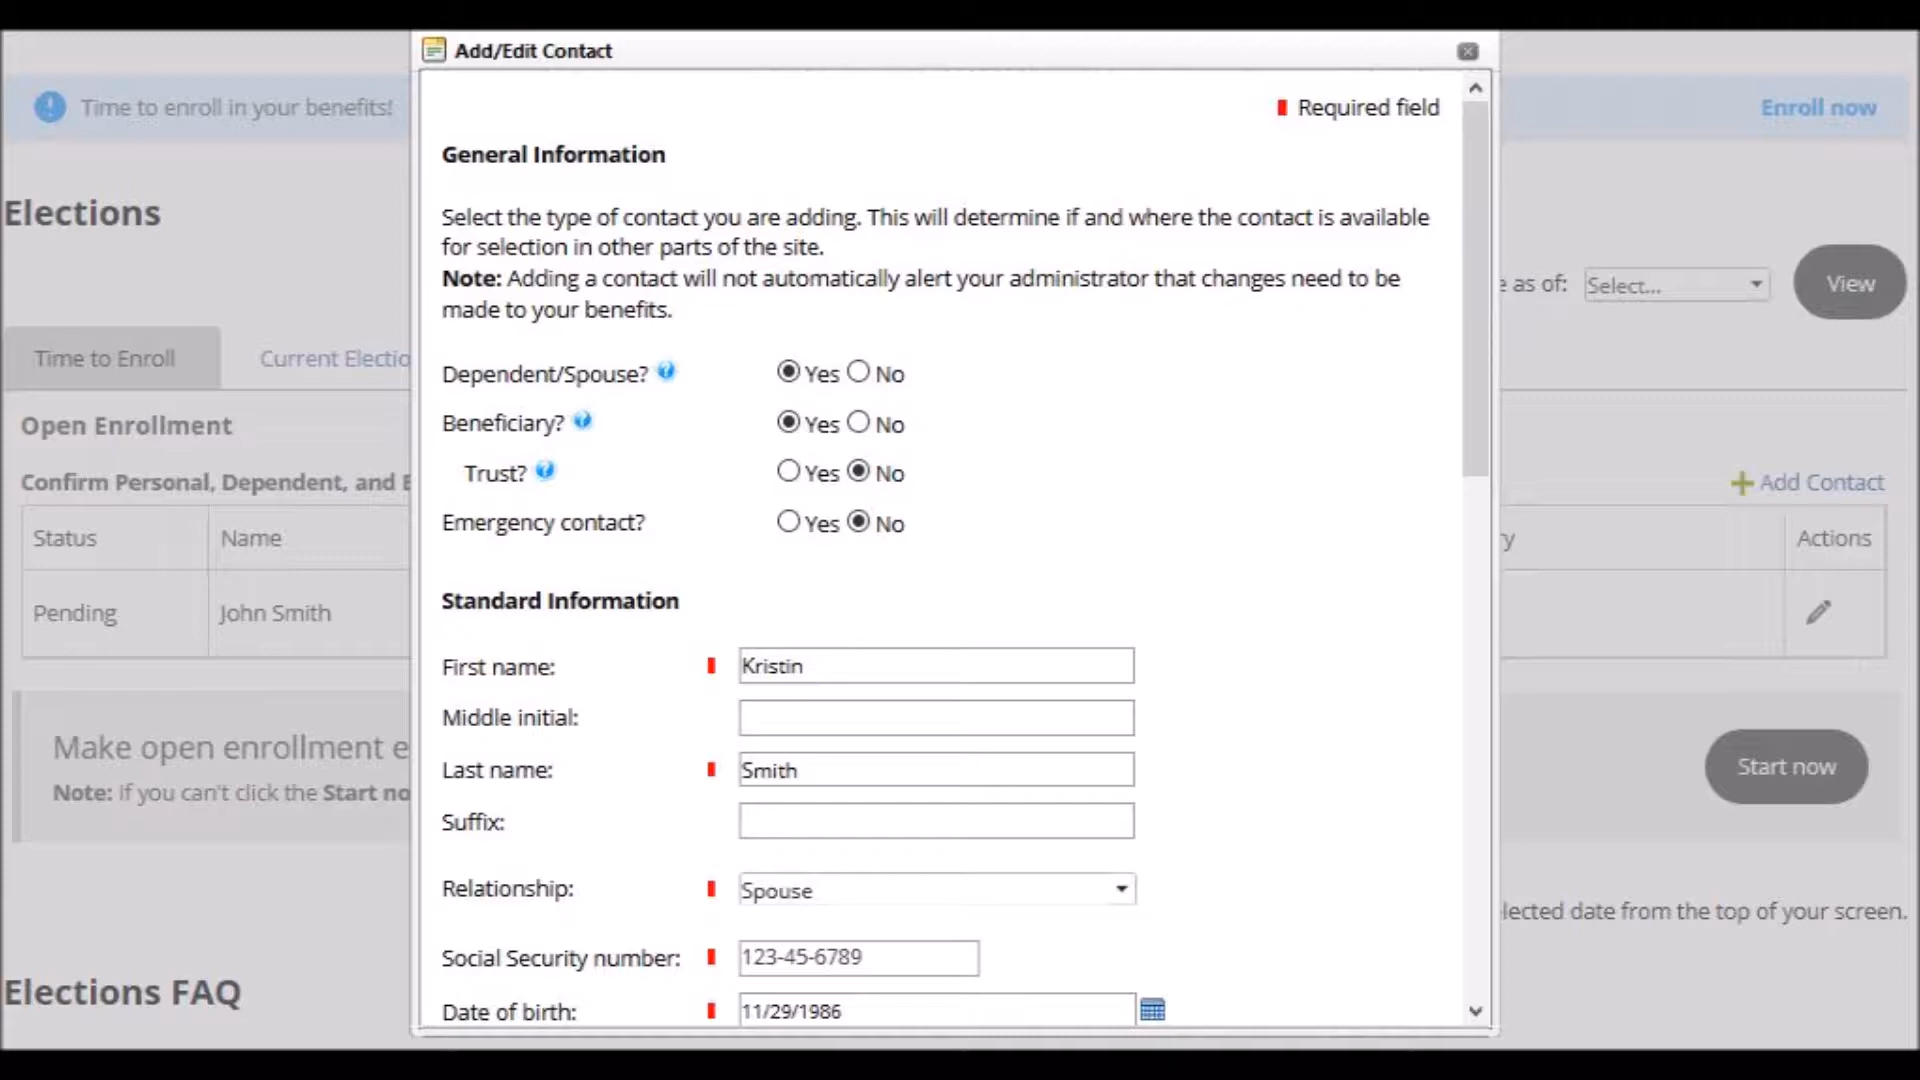 Add/Edit Contact
Time to enroll in your benefits!
Enroll now
Required field
General Information
Elections
Select the type of contact you are adding. This will determine if and where the contact is available
for selection in other parts of the site.
Note: Adding a contact will not automatically alert your administrator that changes need to be
made to your benefits.
as of: Select... View
Time to Enroll Current Electio
Dependent/Spouse? Yes No
Open Enrollment
Beneficiary? Yes No
Trust? Yes No
Confirm Personal, Dependent, and
Add Contact
Emergency contact? Yes No
Status Name y Actions
Standard Information
Pending John Smith
First name: Kristin
Middle initial:
Make open enrollment e
Last name: Smith
Start now
Note: if you can't click the Start no
Suffix:
Relationship: Spouse
lected date from the top of your screen.
Social Security number: 123-45-6789
Elections FAQ
Date of birth: 11/29/1986